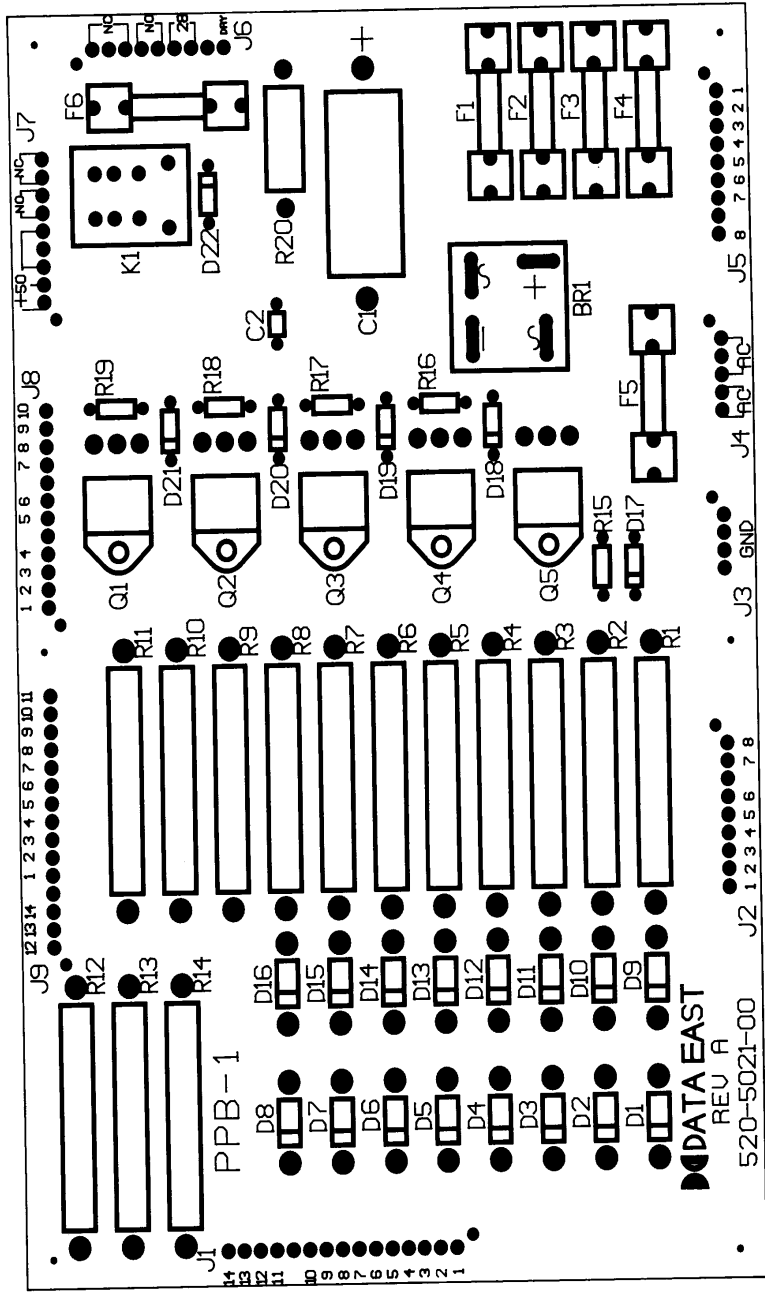 J9
12 13 14 1 2 3 4 5 6 7 8 9 10 11
J8
1 2 3 4 5 6 7 8 9 10
J7
+50 NO NC
J6
NC NO 28 DRY
F6
K1
D22
R20
C2
C1
+
F1
F2
F3
F4
BR1
+
F5
R19
R18
R17
R16
D21
D20
D19
D18
Q1
Q2
Q3
Q4
Q5
R15
D17
R11
R10
R9
R8
R7
R6
R5
R4
R3
R2
R1
R12
R13
R14
D16
D15
D14
D13
D12
D11
D10
D9
PPB-1
D8
D7
D6
D5
D4
D3
D2
D1
J1
14 13 12 11 10 9 8 7 6 5 4 3 2 1
DATA EAST
REV A
520-5021-00
J2
1 2 3 4 5 6 7 8
J3
GND
J4
AC AC
J5
8 7 6 5 4 3 2 1